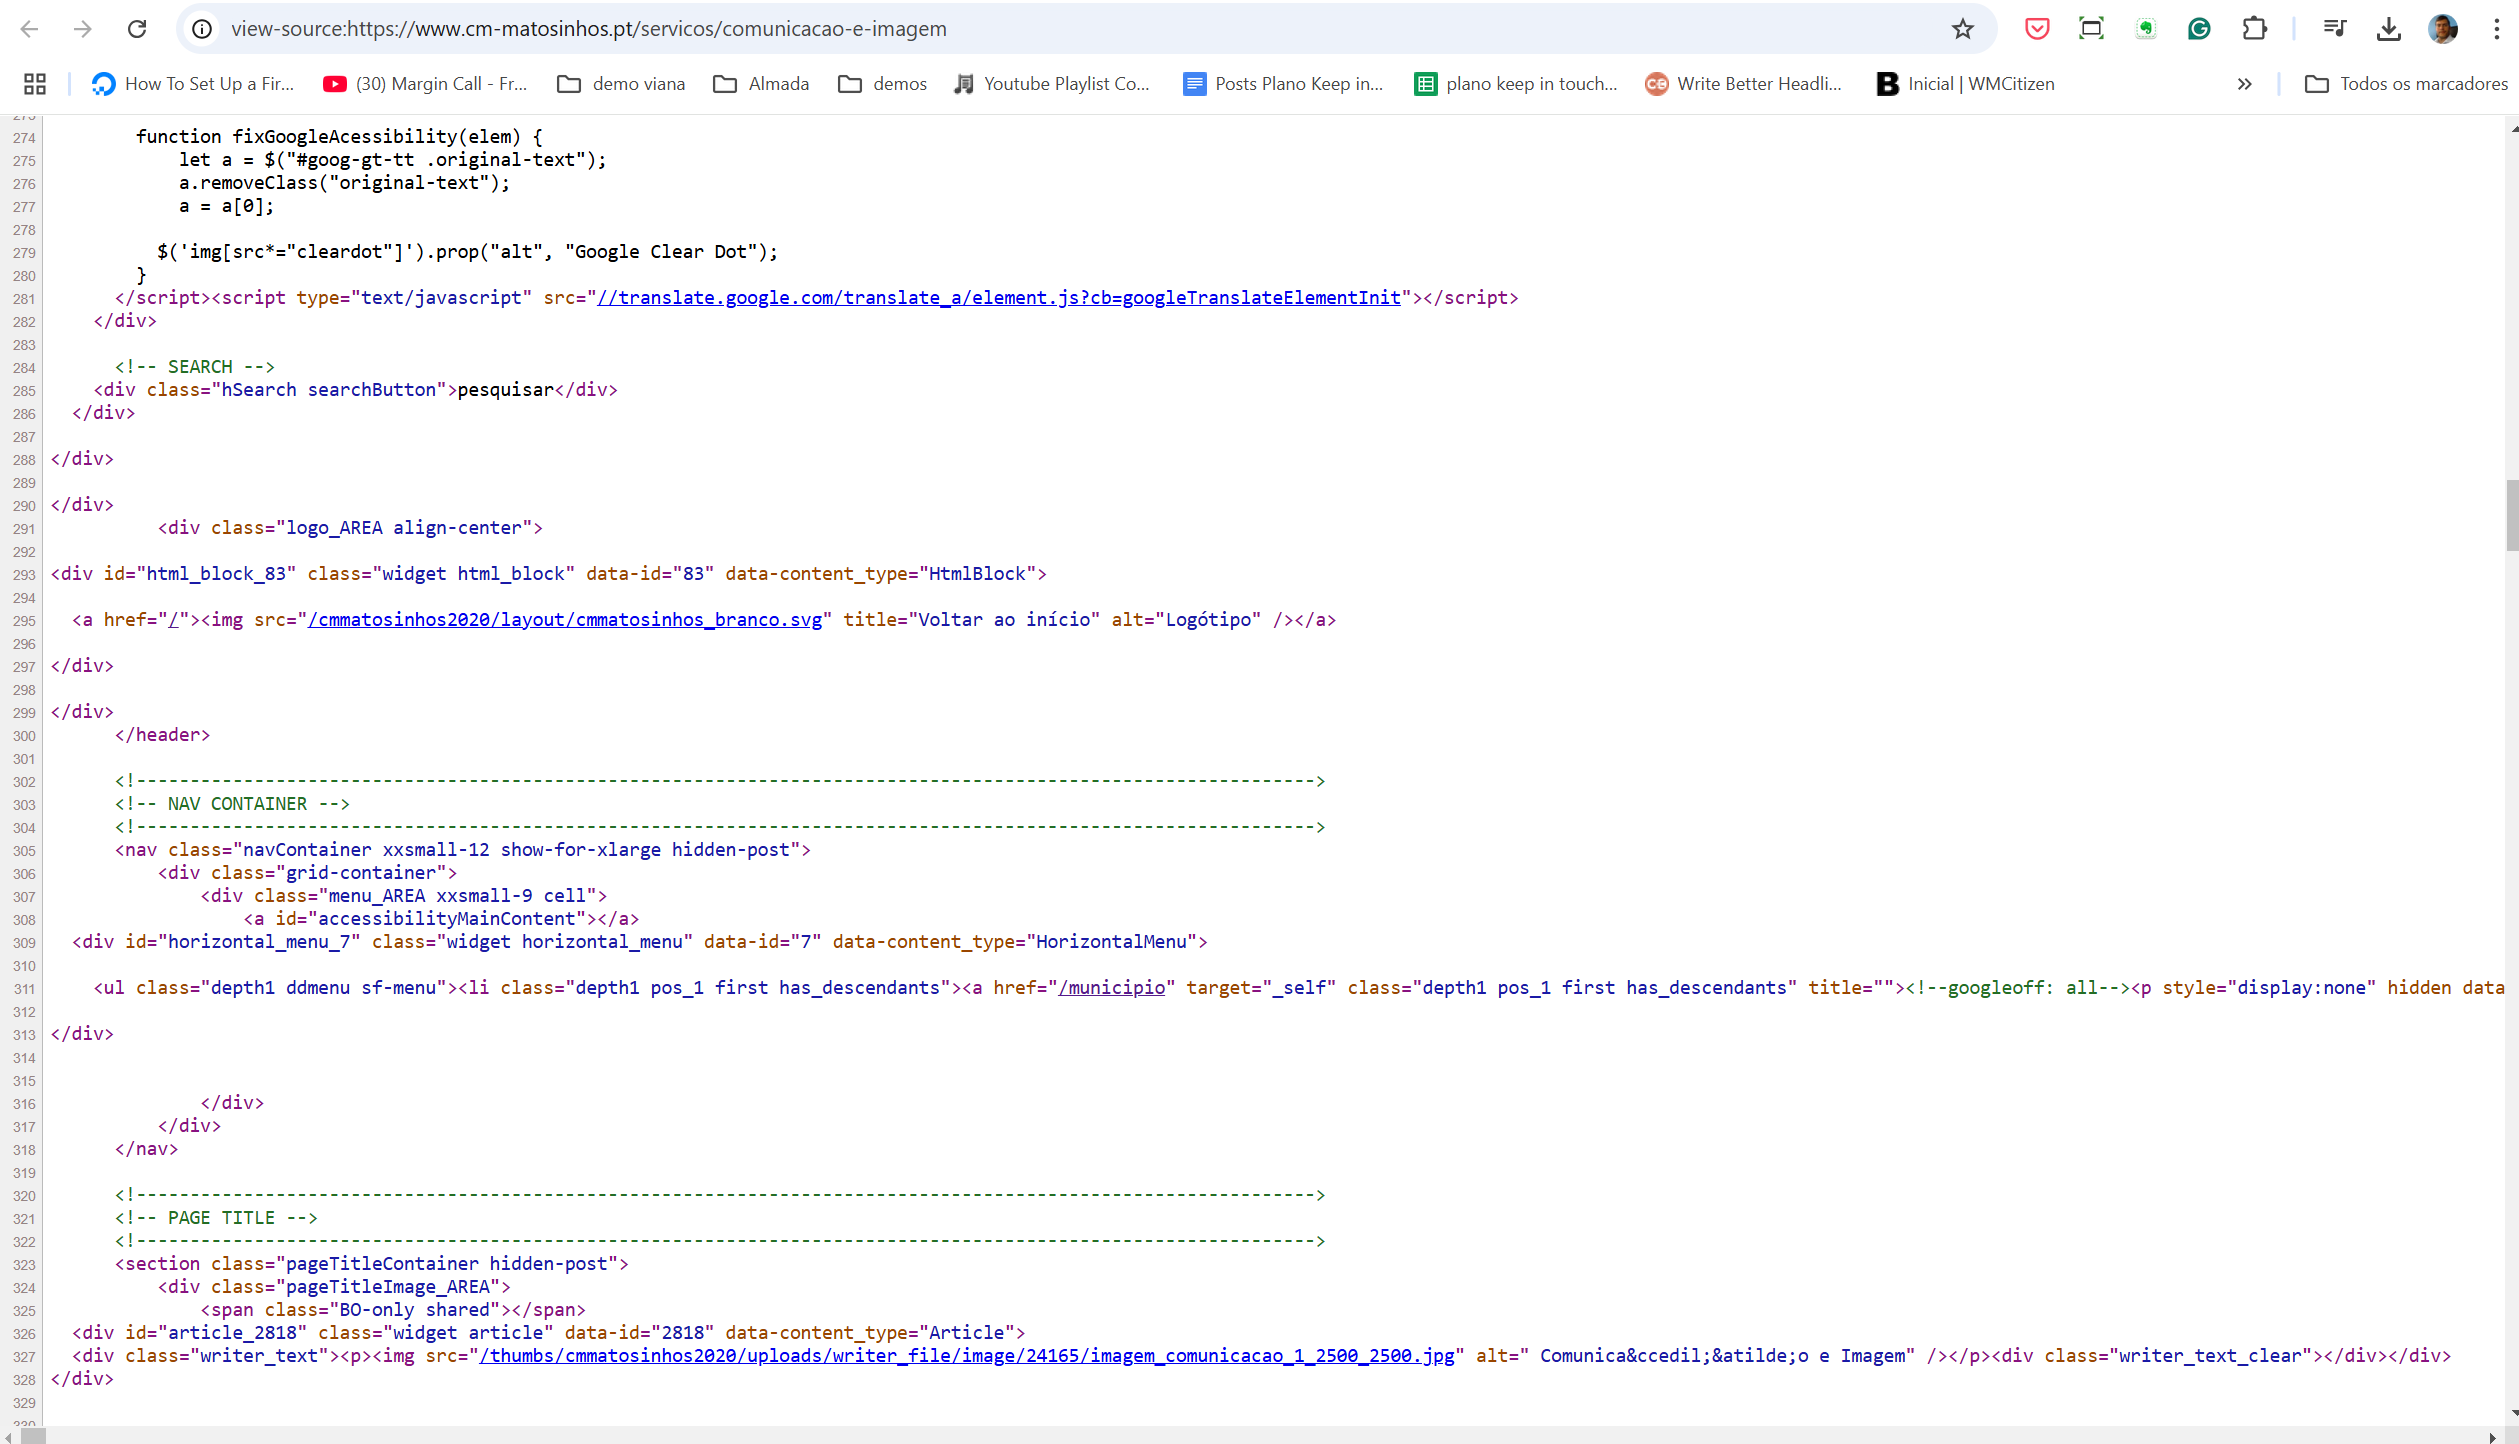 view-source:https://www.cm-matosinhos.pt/servicos/comunicacao-e-imagem
How To Set Up a Fir... (30) Margin Call - Fr... demo viana Almada demos Youtube Playlist Co... Posts Plano Keep in... plano keep in touch... Write Better Headli... Inicial | WMCitizen » Todos os marcadores
274 function fixGoogleAcessibility(elem) {
275 let a = $("#goog-gt-tt .original-text");
276 a.removeClass("original-text");
277 a = a[0];
278
279 $('img[src*="cleardot"]').prop("alt", "Google Clear Dot");
280 }
281 </script><script type="text/javascript" src="//translate.google.com/translate_a/element.js?cb=googleTranslateElementInit"></script>
282 </div>
283
284 <!-- SEARCH -->
285 <div class="hSearch searchButton">pesquisar</div>
286 </div>
287
288 </div>
289
290 </div>
291 <div class="logo_AREA align-center">
292
293 <div id="html_block_83" class="widget html_block" data-id="83" data-content_type="HtmlBlock">
294
295 <a href="/"><img src="/cmmatosinhos2020/layout/cmmatosinhos_branco.svg" title="Voltar ao início" alt="Logótipo" /></a>
296
297 </div>
298
299 </div>
300 </header>
301
302 <!-------------------------------------------------------------------------------------------------------------->
303 <!-- NAV CONTAINER -->
304 <!-------------------------------------------------------------------------------------------------------------->
305 <nav class="navContainer xxsmall-12 show-for-xlarge hidden-post">
306 <div class="grid-container">
307 <div class="menu_AREA xxsmall-9 cell">
308 <a id="accessibilityMainContent"></a>
309 <div id="horizontal_menu_7" class="widget horizontal_menu" data-id="7" data-content_type="HorizontalMenu">
310
311 <ul class="depth1 ddmenu sf-menu"><li class="depth1 pos_1 first has_descendants"><a href="/municipio" target="_self" class="depth1 pos_1 first has_descendants" title=""><!--googleoff: all--><p style="display:none" hidden data
312
313 </div>
314
315
316 </div>
317 </div>
318 </nav>
319
320 <!-------------------------------------------------------------------------------------------------------------->
321 <!-- PAGE TITLE -->
322 <!-------------------------------------------------------------------------------------------------------------->
323 <section class="pageTitleContainer hidden-post">
324 <div class="pageTitleImage_AREA">
325 <span class="BO-only shared"></span>
326 <div id="article_2818" class="widget article" data-id="2818" data-content_type="Article">
327 <div class="writer_text"><p><img src="/thumbs/cmmatosinhos2020/uploads/writer_file/image/24165/imagem_comunicacao_1_2500_2500.jpg" alt=" Comunica&ccedil;&atilde;o e Imagem" /></p><div class="writer_text_clear"></div></div>
328 </div>
329